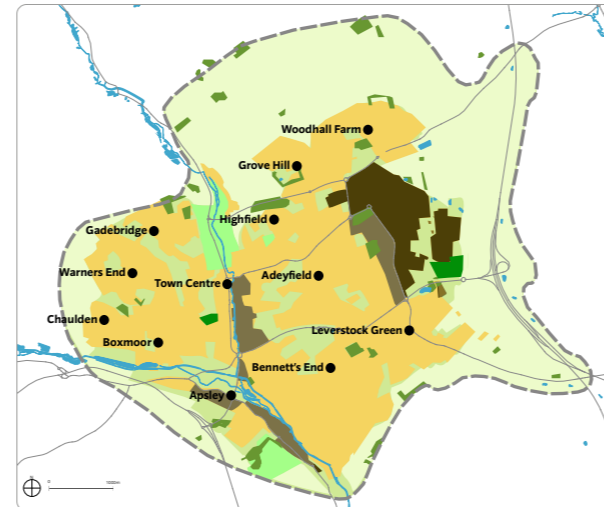 Woodhall Farm
Grove Hill
Highfield
Gadebridge
Warners End
Town Centre
Adeyfield
Chaulden
Leverstock Green
Boxmoor
Bennett's End
Apsley